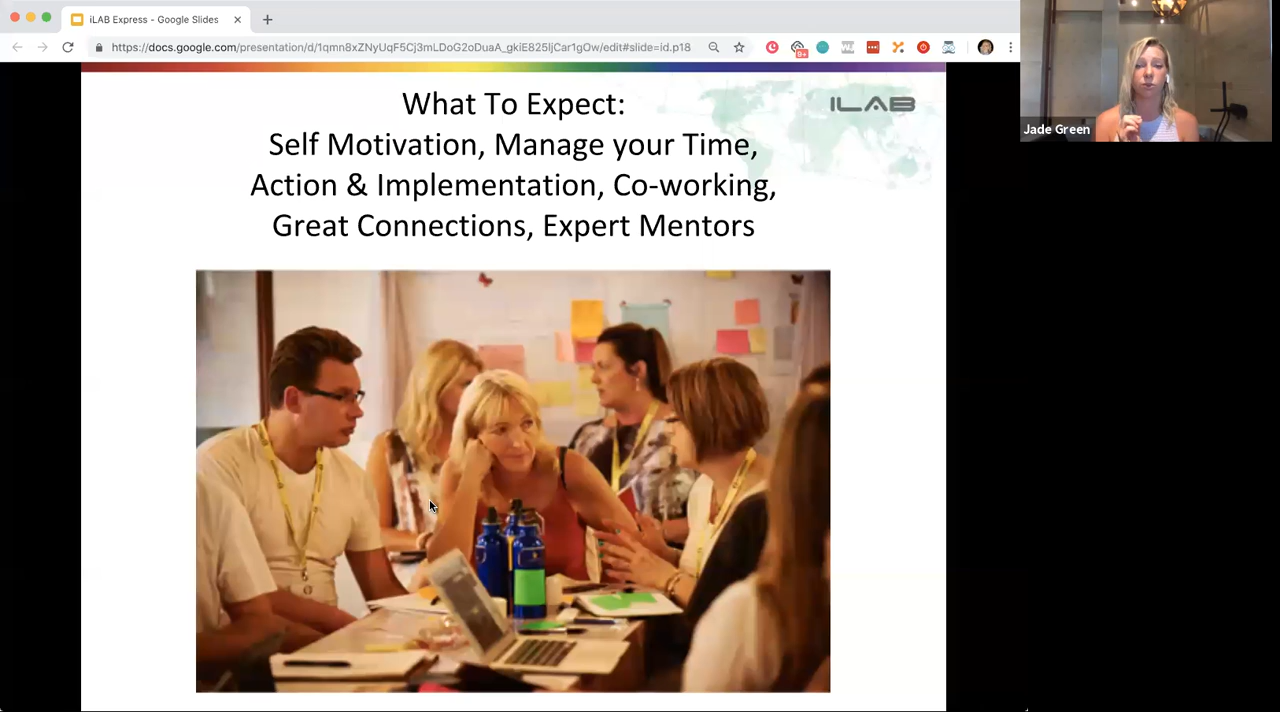 iLAB Express - Google Slides
https://docs.google.com/presentation/d/1qmn8xZNyUqF5Cj3mLDoG2oDuaA_gkiE825ljCar1gOw/edit#slide=id.p18
9+
Jade Green
ILAB
What To Expect:
Self Motivation, Manage your Time,
Action & Implementation, Co-working,
Great Connections, Expert Mentors